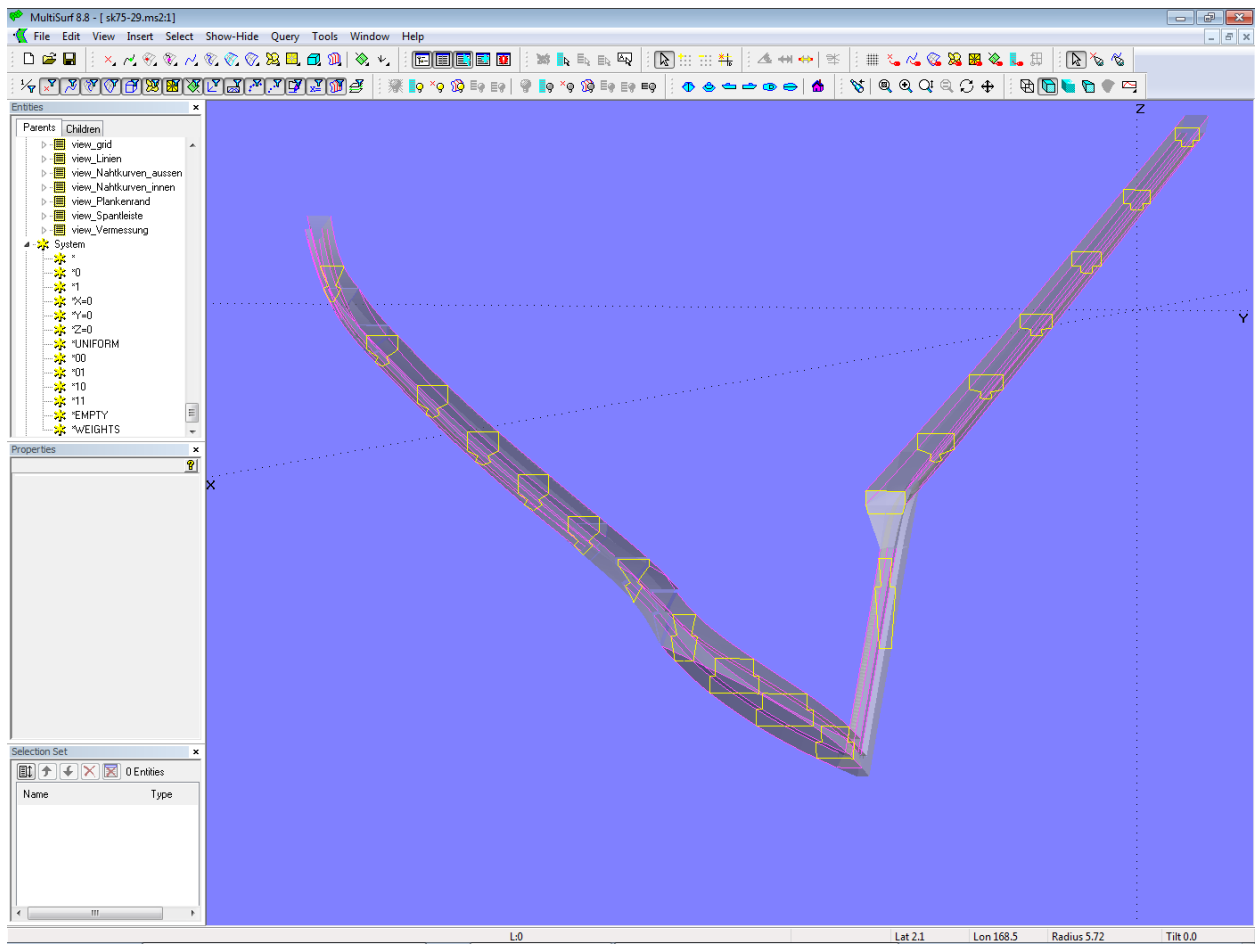 MultiSurf 8.8 - [ sk75-29.ms2:1]
File Edit View Insert Select Show-Hide Query Tools Window Help
Entities
Parents Children
view_grid
view_Linien
view_Nahtkurven_aussen
view_Nahtkurven_innen
view_Plankenrand
view_Spantleiste
view_Vermessung
System
*
*0
*1
*X=0
*Y=0
*Z=0
*UNIFORM
*00
*01
*10
*11
*EMPTY
*WEIGHTS
Properties
Selection Set
0 Entities
Name Type
Z
Y
X
L:0 Lat 2.1 Lon 168.5 Radius 5.72 Tilt 0.0